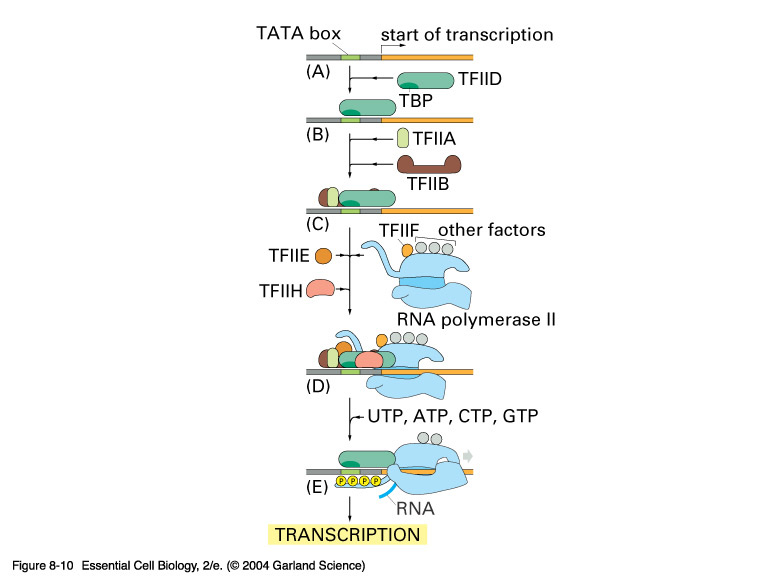 TATA box
start of transcription
(A)
TFIID
TBP
(B)
TFIIA
TFIIB
(C)
TFIIF
other factors
TFIIE
TFIIH
RNA polymerase II
(D)
UTP, ATP, CTP, GTP
(E)
P P P P
RNA
TRANSCRIPTION
Figure 8-10 Essential Cell Biology, 2/e. (© 2004 Garland Science)